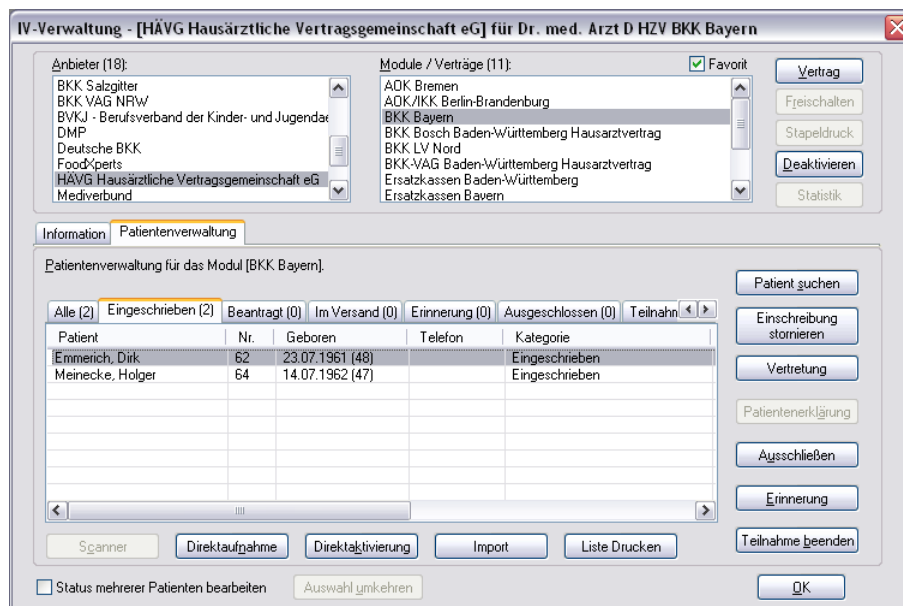 IV-Verwaltung - [HÄVG Hausärztliche Vertragsgemeinschaft eG] für Dr. med. Arzt D HZV BKK Bayern
Anbieter (18):
BKK Salzgitter
BKK VAG NRW
BVKJ - Berufsverband der Kinder- und Jugendae
DMP
Deutsche BKK
FoodXperts
HÄVG Hausärztliche Vertragsgemeinschaft eG
Mediverbund
Module / Verträge (11):
Favorit
AOK Bremen
AOK/IKK Berlin-Brandenburg
BKK Bayern
BKK Bosch Baden-Württemberg Hausarztvertrag
BKK LV Nord
BKK-VAG Baden-Württemberg Hausarztvertrag
Ersatzkassen Baden-Württemberg
Ersatzkassen Bayern
Vertrag
Freischalten
Stapeldruck
Deaktivieren
Statistik
Information Patientenverwaltung
Patientenverwaltung für das Modul [BKK Bayern].
Alle (2) Eingeschrieben (2) Beantragt (0) Im Versand (0) Erinnerung (0) Ausgeschlossen (0) Teilnahm
Patient Nr. Geboren Telefon Kategorie
Emmerich, Dirk 62 23.07.1961 (48) Eingeschrieben
Meinecke, Holger 64 14.07.1962 (47) Eingeschrieben
Patient suchen
Einschreibung
stornieren
Vertretung
Patientenerklärung
Ausschließen
Erinnerung
Teilnahme beenden
Scanner Direktaufnahme Direktaktivierung Import Liste Drucken
Status mehrerer Patienten bearbeiten Auswahl umkehren OK